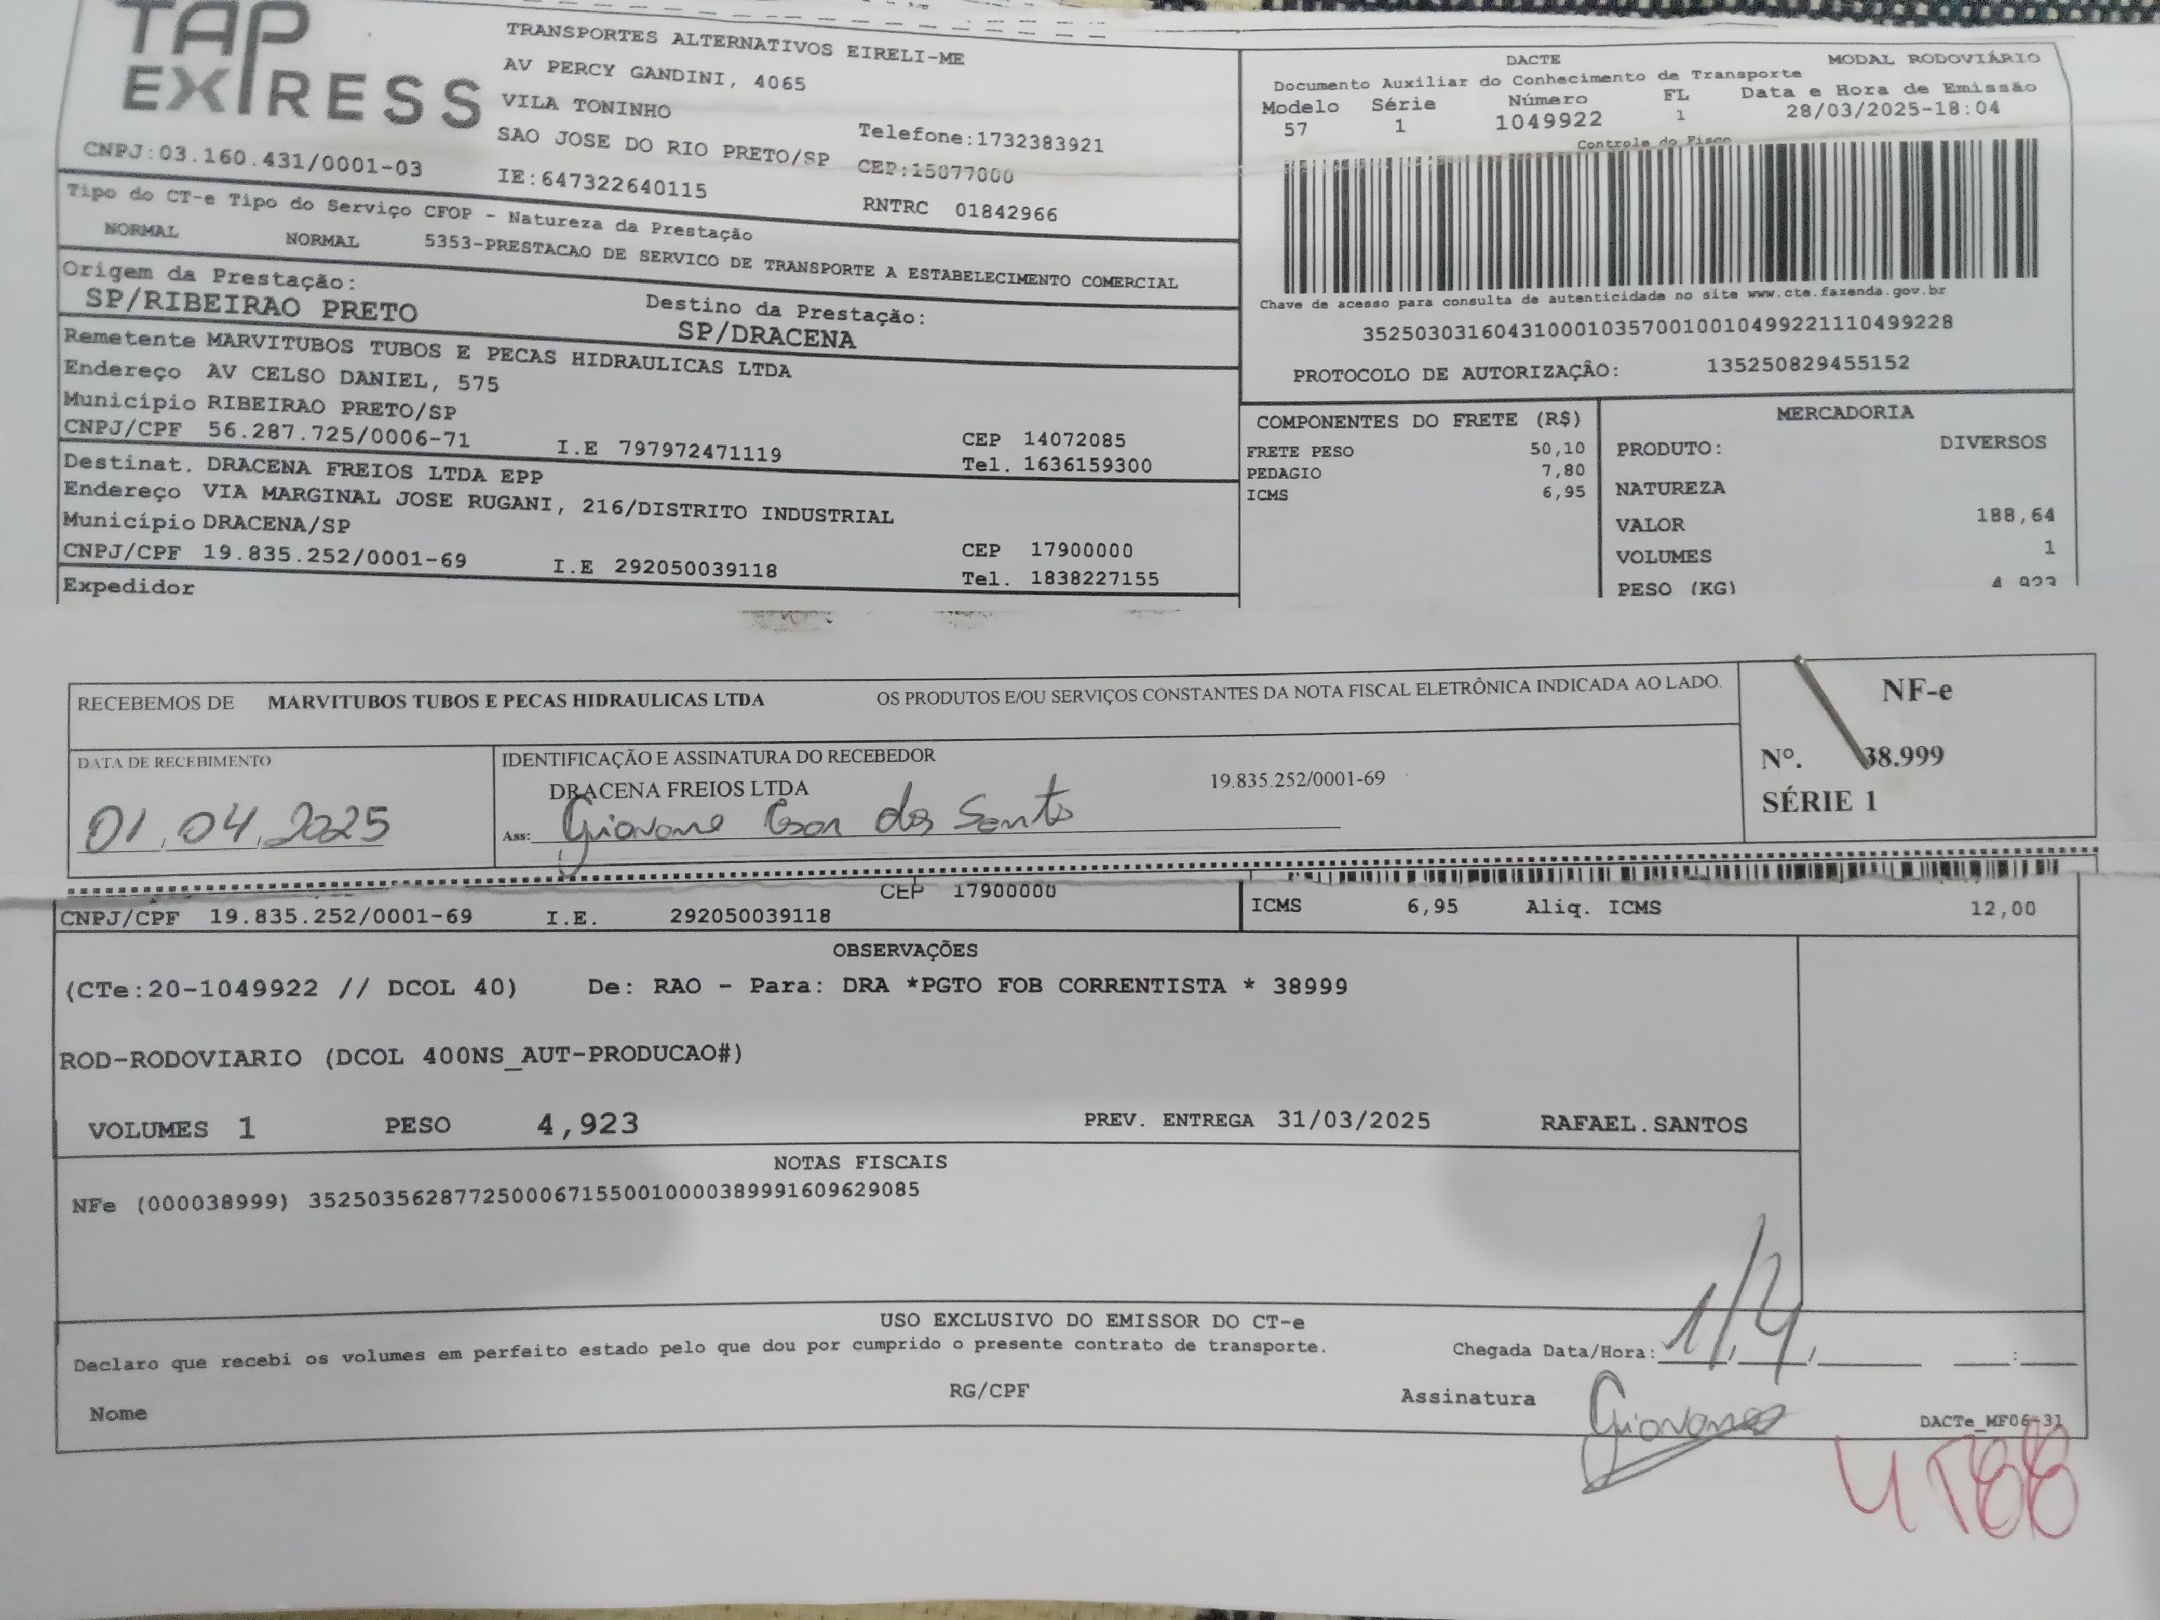 TAP EXPRESS
TRANSPORTES ALTERNATIVOS EIRELI-ME
AV PERCY GANDINI, 4065
VILA TONINHO
SAO JOSE DO RIO PRETO/SP
Telefone:1732383921
CEP:15077000
CNPJ:03.160.431/0001-03
IE:647322640115
RNTRC 01842966
Tipo do CT-e Tipo do Serviço CFOP - Natureza da Prestação
NORMAL NORMAL 5353-PRESTACAO DE SERVICO DE TRANSPORTE A ESTABELECIMENTO COMERCIAL
Origem da Prestação:
SP/RIBEIRAO PRETO
Destino da Prestação:
SP/DRACENA
Remetente MARVITUBOS TUBOS E PECAS HIDRAULICAS LTDA
Endereço AV CELSO DANIEL, 575
Município RIBEIRAO PRETO/SP
CEP 14072085
CNPJ/CPF 56.287.725/0006-71 I.E 797972471119
Tel. 1636159300
Destinat. DRACENA FREIOS LTDA EPP
Endereço VIA MARGINAL JOSE RUGANI, 216/DISTRITO INDUSTRIAL
Município DRACENA/SP
CEP 17900000
CNPJ/CPF 19.835.252/0001-69 I.E 292050039118
Tel. 1838227155
Expedidor
DACTE MODAL RODOVIÁRIO
Documento Auxiliar do Conhecimento de Transporte
Modelo Série Número FL Data e Hora de Emissão
57 1 1049922 1 28/03/2025-18:04
Controle do Fisco
Chave de acesso para consulta de autenticidade no site www.cte.fazenda.gov.br
35250303160431000103570010010499221110499228
PROTOCOLO DE AUTORIZAÇÃO: 135250829455152
COMPONENTES DO FRETE (R$)
FRETE PESO 50,10
PEDAGIO 7,80
ICMS 6,95
MERCADORIA
PRODUTO: DIVERSOS
NATUREZA
VALOR 188,64
VOLUMES 1
PESO (KG) 4 923
RECEBEMOS DE MARVITUBOS TUBOS E PECAS HIDRAULICAS LTDA OS PRODUTOS E/OU SERVIÇOS CONSTANTES DA NOTA FISCAL ELETRÔNICA INDICADA AO LADO.
NF-e
Nº. 38.999
SÉRIE 1
DATA DE RECEBIMENTO
01,04,2025
IDENTIFICAÇÃO E ASSINATURA DO RECEBEDOR
DRACENA FREIOS LTDA 19.835.252/0001-69
Ass: Giovane dos Santos
CEP 17900000
CNPJ/CPF 19.835.252/0001-69 I.E. 292050039118
ICMS 6,95 Aliq. ICMS 12,00
OBSERVAÇÕES
(CTe:20-1049922 // DCOL 40) De: RAO - Para: DRA *PGTO FOB CORRENTISTA * 38999
ROD-RODOVIARIO (DCOL 400NS_AUT-PRODUCAO#)
VOLUMES 1 PESO 4,923 PREV. ENTREGA 31/03/2025 RAFAEL.SANTOS
NOTAS FISCAIS
NFe (000038999) 35250356287725000671550010000389991609629085
USO EXCLUSIVO DO EMISSOR DO CT-e
Declaro que recebi os volumes em perfeito estado pelo que dou por cumprido o presente contrato de transporte.
Chegada Data/Hora: 1/4
Nome
RG/CPF
Assinatura Giovane
DACTe_MF06-31